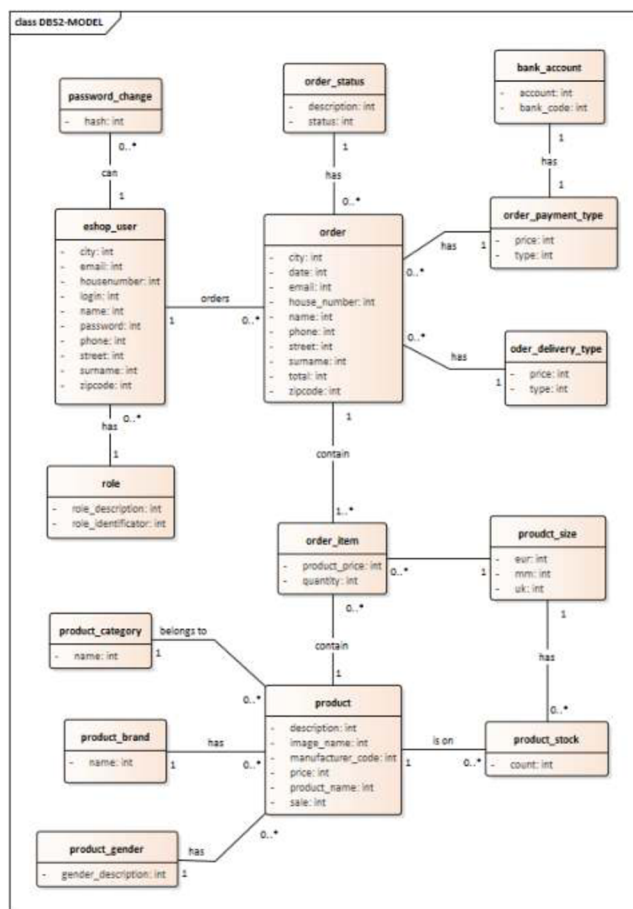 class DBS2-MODEL
password_change
- hash: int
order_status
- description: int
- status: int
bank_account
- account: int
- bank_code: int
0..*
can
1
1
has
0..*
1
has
1
eshop_user
- city: int
- email: int
- housenumber: int
- login: int
- name: int
- password: int
- phone: int
- street: int
- surname: int
- zipcode: int
orders
1
0..*
order
- city: int
- date: int
- email: int
- house_number: int
- name: int
- phone: int
- street: int
- surname: int
- total: int
- zipcode: int
has
1
0..*
order_payment_type
- price: int
- type: int
0..*
has
1
oder_delivery_type
- price: int
- type: int
0..*
has
1
role
- role_description: int
- role_identificator: int
1
contain
1..*
order_item
- product_price: int
- quantity: int
0..*
1
proudct_size
- eur: int
- mm: int
- uk: int
0..*
contain
1
1
has
0..*
product_category
- name: int
belongs to
1
0..*
product_brand
- name: int
has
1
0..*
product
- description: int
- image_name: int
- manufacturer_code: int
- price: int
- product_name: int
- sale: int
is on
1
0..*
product_stock
- count: int
product_gender
- gender_description: int
has
1
0..*